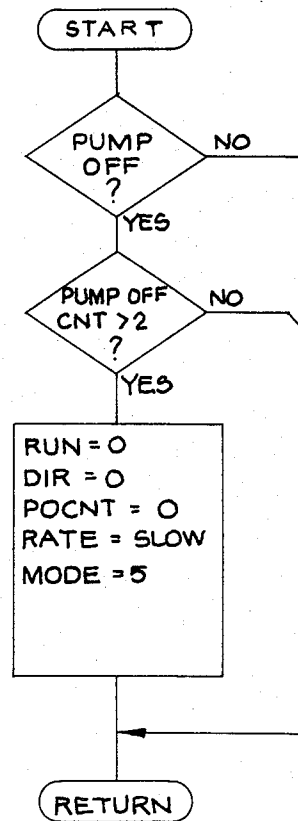 START
PUMP
OFF
?
NO
YES
PUMP OFF
CNT >2
?
NO
YES
RUN = 0
DIR = 0
POCNT = 0
RATE = SLOW
MODE = 5
RETURN